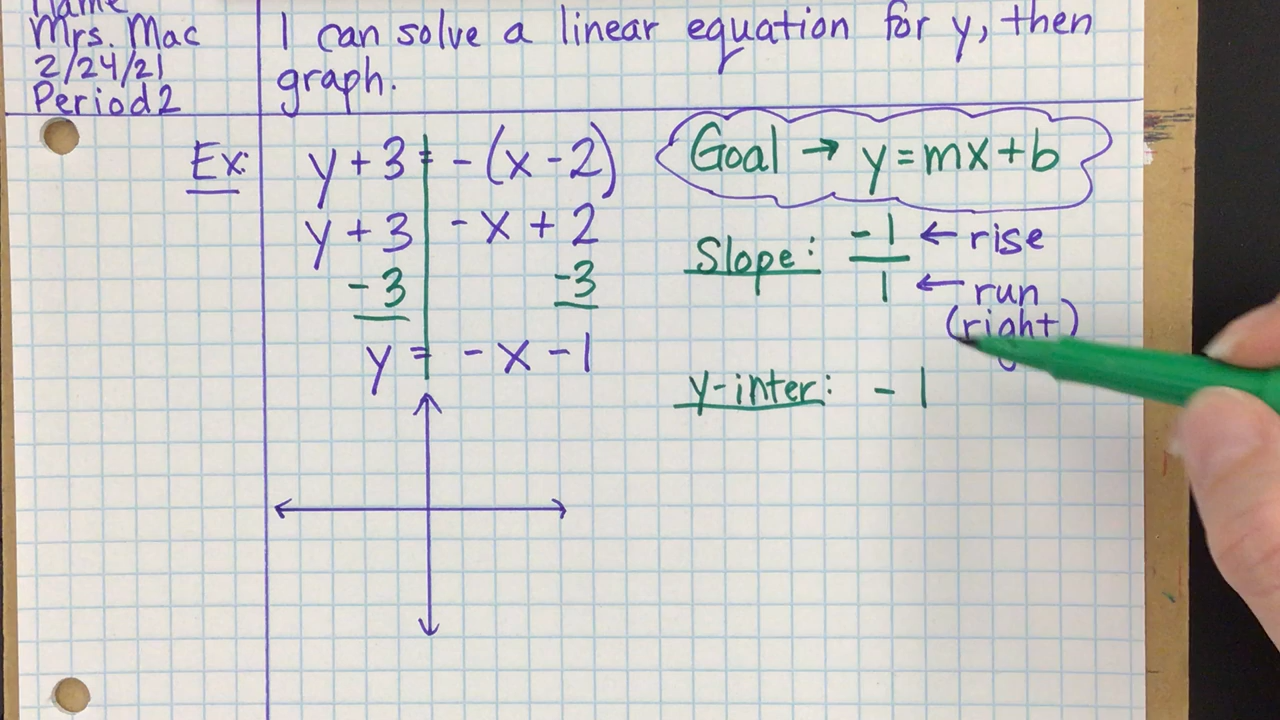 Name
Mrs. Mac
2/24/21
Period 2
I can solve a linear equation for y, then
graph.
Ex:
y + 3 = -(x - 2)
y + 3 -x + 2
-3 -3
y = -x - 1
Goal → y = mx + b
Slope: -1 ← rise
1 ← run
(right)
y-inter: -1